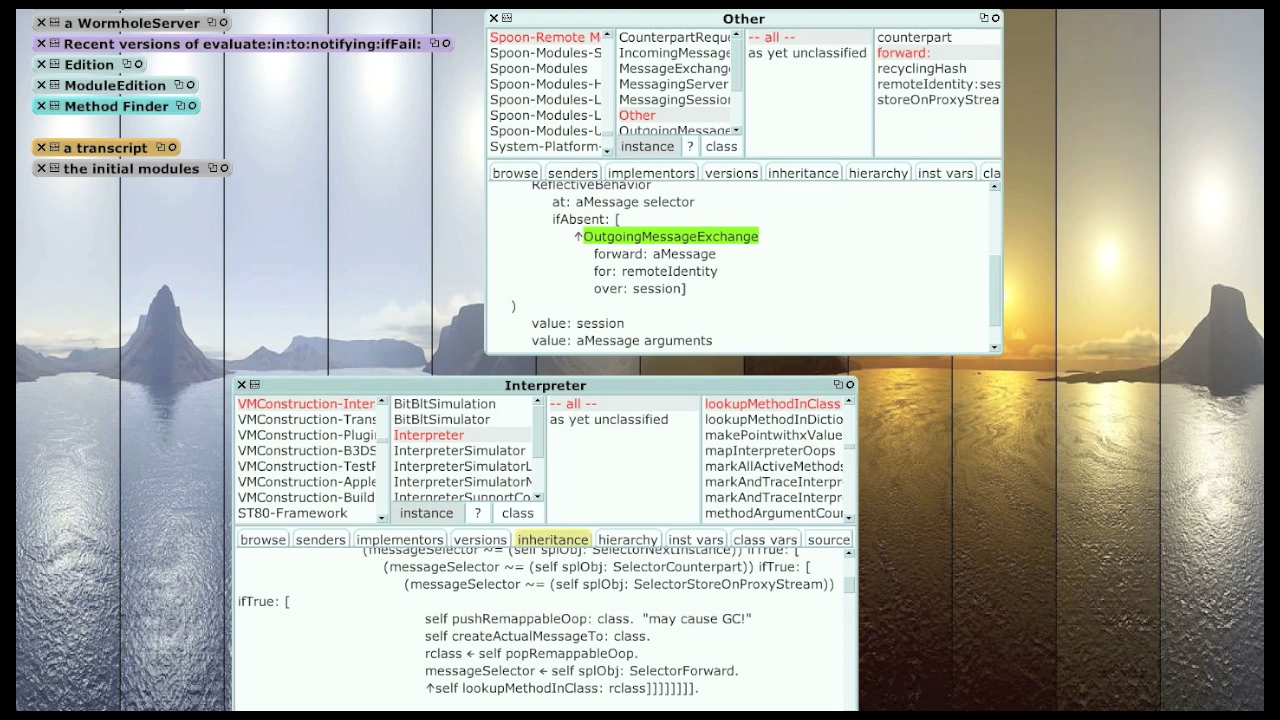 a WormholeServer
Recent versions of evaluate:in:to:notifying:ifFail:
Edition
ModuleEdition
Method Finder
a transcript
the initial modules
Other
Spoon-Remote M
Spoon-Modules-S
Spoon-Modules
Spoon-Modules-H
Spoon-Modules-L
Spoon-Modules-L
Spoon-Modules-U
System-Platform-
CounterpartReque
IncomingMessage
MessageExchang
MessagingServer
MessagingSession
Other
OutgoingMessage
instance
?
class
-- all --
as yet unclassified
counterpart
forward:
recyclingHash
remoteIdentity:ses
storeOnProxyStrea
browse senders implementors versions inheritance hierarchy inst vars cla
ReflectiveBehavior
at: aMessage selector
ifAbsent: [
↑OutgoingMessageExchange
forward: aMessage
for: remoteIdentity
over: session]
)
value: session
value: aMessage arguments
Interpreter
VMConstruction-Inter
VMConstruction-Trans
VMConstruction-Plugi
VMConstruction-B3DS
VMConstruction-TestF
VMConstruction-Apple
VMConstruction-Build
ST80-Framework
BitBltSimulation
BitBltSimulator
Interpreter
InterpreterSimulator
InterpreterSimulatorL
InterpreterSimulatorM
InterpreterSupportCo
instance
?
class
-- all --
as yet unclassified
lookupMethodInClass
lookupMethodInDictio
makePointwithxValue
mapInterpreterOops
markAllActiveMethods
markAndTraceInterpr
markAndTraceInterpr
methodArgumentCour
browse senders implementors versions inheritance hierarchy inst vars class vars source
(messageSelector ~= (self splObj: SelectorNextInstance)) ifTrue: [
(messageSelector ~= (self splObj: SelectorCounterpart)) ifTrue: [
(messageSelector ~= (self splObj: SelectorStoreOnProxyStream))
ifTrue: [
self pushRemappableOop: class. "may cause GC!"
self createActualMessageTo: class.
rclass ← self popRemappableOop.
messageSelector ← self splObj: SelectorForward.
↑self lookupMethodInClass: rclass]]]]]]]].